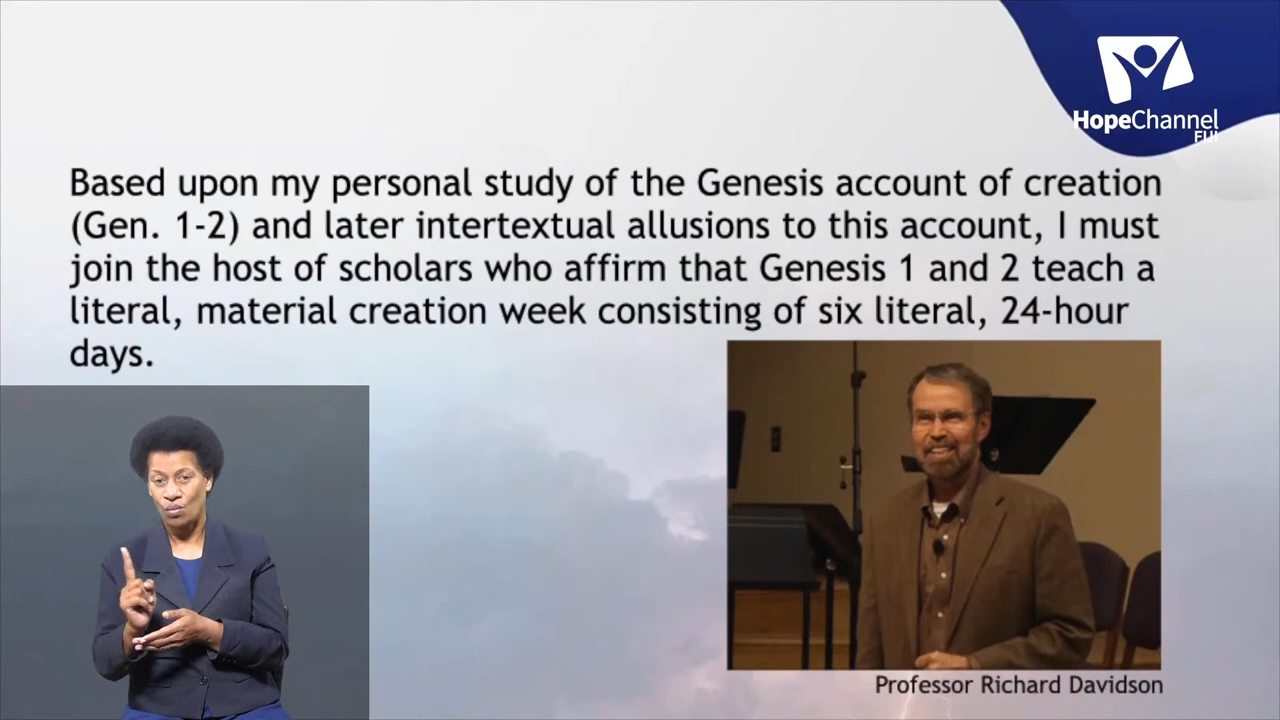 HopeChannel
FIJI
Based upon my personal study of the Genesis account of creation
(Gen. 1-2) and later intertextual allusions to this account, I must
join the host of scholars who affirm that Genesis 1 and 2 teach a
literal, material creation week consisting of six literal, 24-hour
days.
Professor Richard Davidson